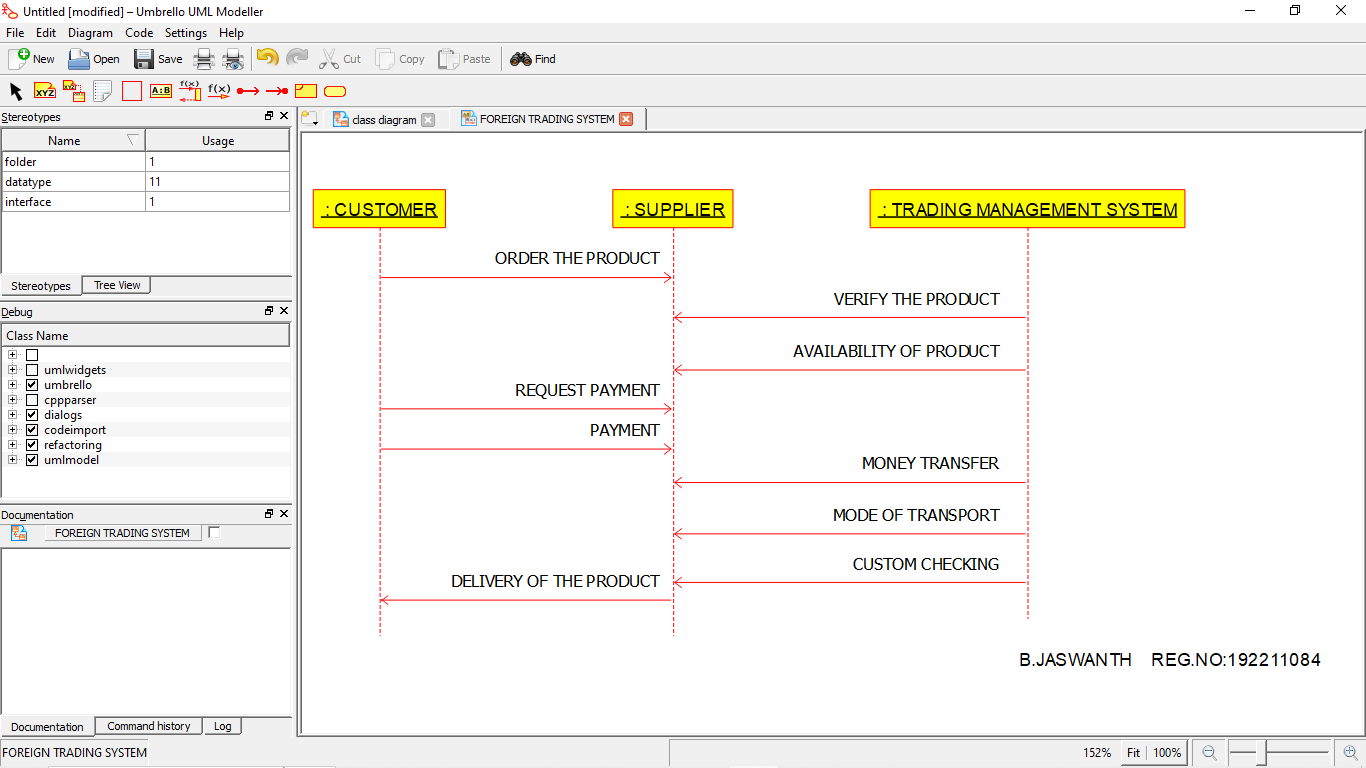 Untitled [modified] – Umbrello UML Modeller
File Edit Diagram Code Settings Help
New Open Save Cut Copy Paste Find
XYZ XYZ A:B f(x) f(x)
Stereotypes
class diagram FOREIGN TRADING SYSTEM
Name Usage
folder 1
datatype 11
interface 1
Stereotypes Tree View
Debug
Class Name
umlwidgets
umbrello
cppparser
dialogs
codeimport
refactoring
umlmodel
Documentation
FOREIGN TRADING SYSTEM
Documentation Command history Log
: CUSTOMER : SUPPLIER : TRADING MANAGEMENT SYSTEM
ORDER THE PRODUCT
VERIFY THE PRODUCT
AVAILABILITY OF PRODUCT
REQUEST PAYMENT
PAYMENT
MONEY TRANSFER
MODE OF TRANSPORT
CUSTOM CHECKING
DELIVERY OF THE PRODUCT
B.JASWANTH REG.NO:192211084
FOREIGN TRADING SYSTEM 152% Fit 100%